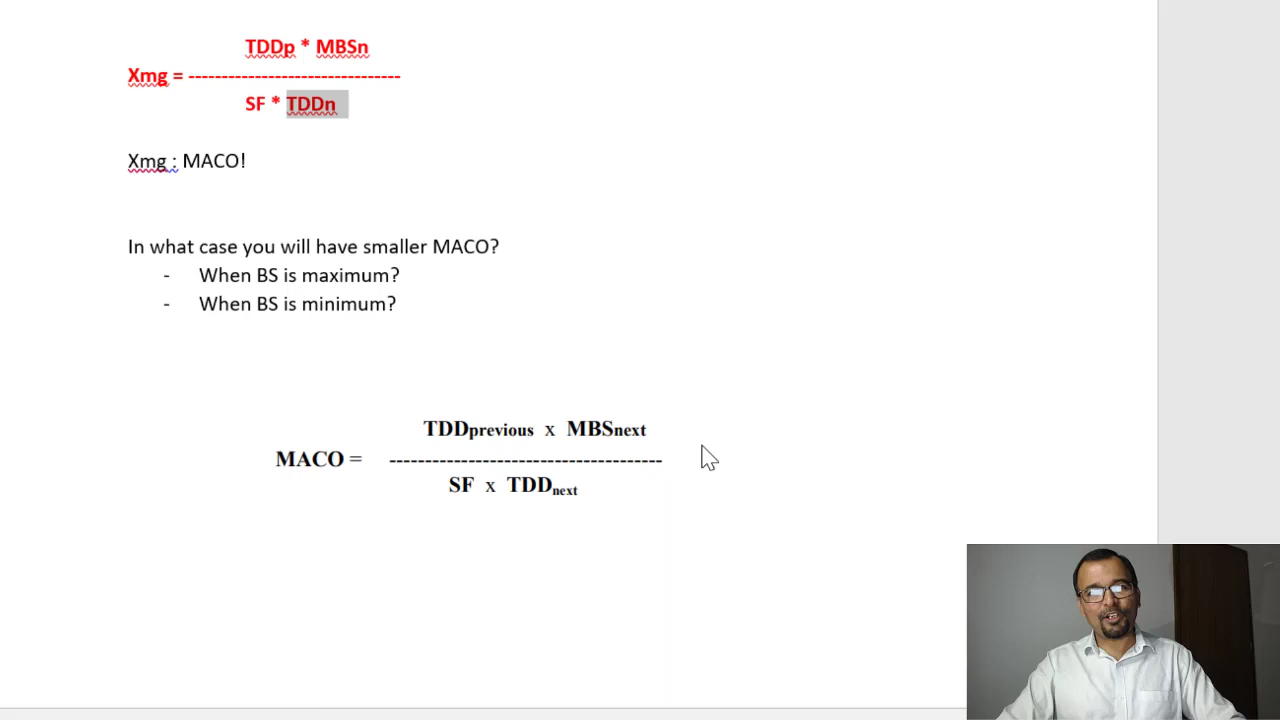 TDDp * MBSn
Xmg = --------------------------------
SF * TDDn
Xmg : MACO!
In what case you will have smaller MACO?
- When BS is maximum?
- When BS is minimum?
TDDprevious x MBSnext
MACO = --------------------------------------
SF x TDDnext